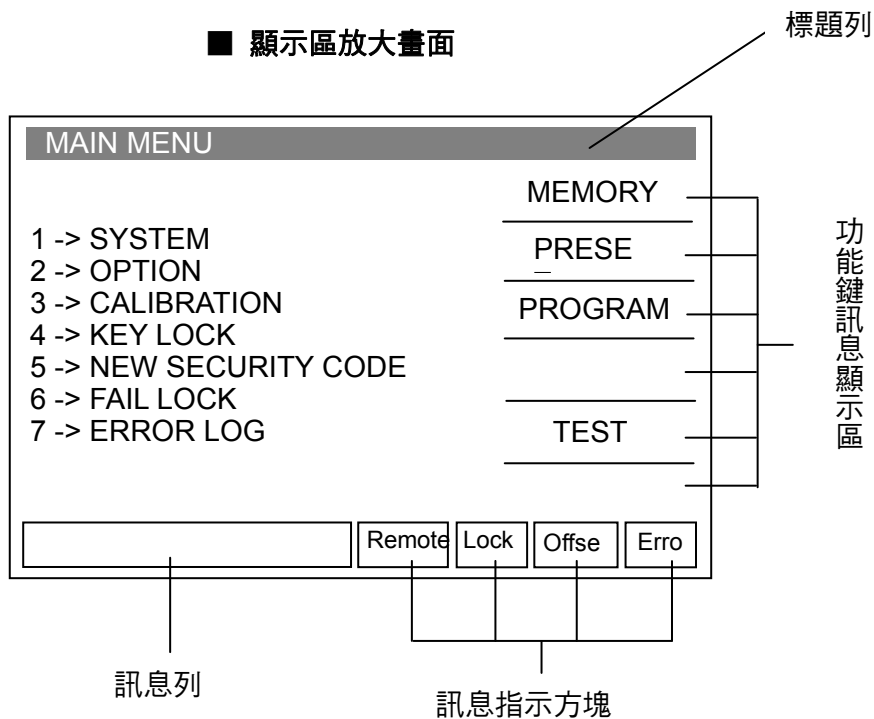 ■ 顯示區放大畫面
標題列
MAIN MENU
MEMORY
PRESE
PROGRAM
TEST
1 -> SYSTEM
2 -> OPTION
3 -> CALIBRATION
4 -> KEY LOCK
5 -> NEW SECURITY CODE
6 -> FAIL LOCK
7 -> ERROR LOG
功能鍵訊息顯示區
Remote Lock Offse Erro
訊息列
訊息指示方塊